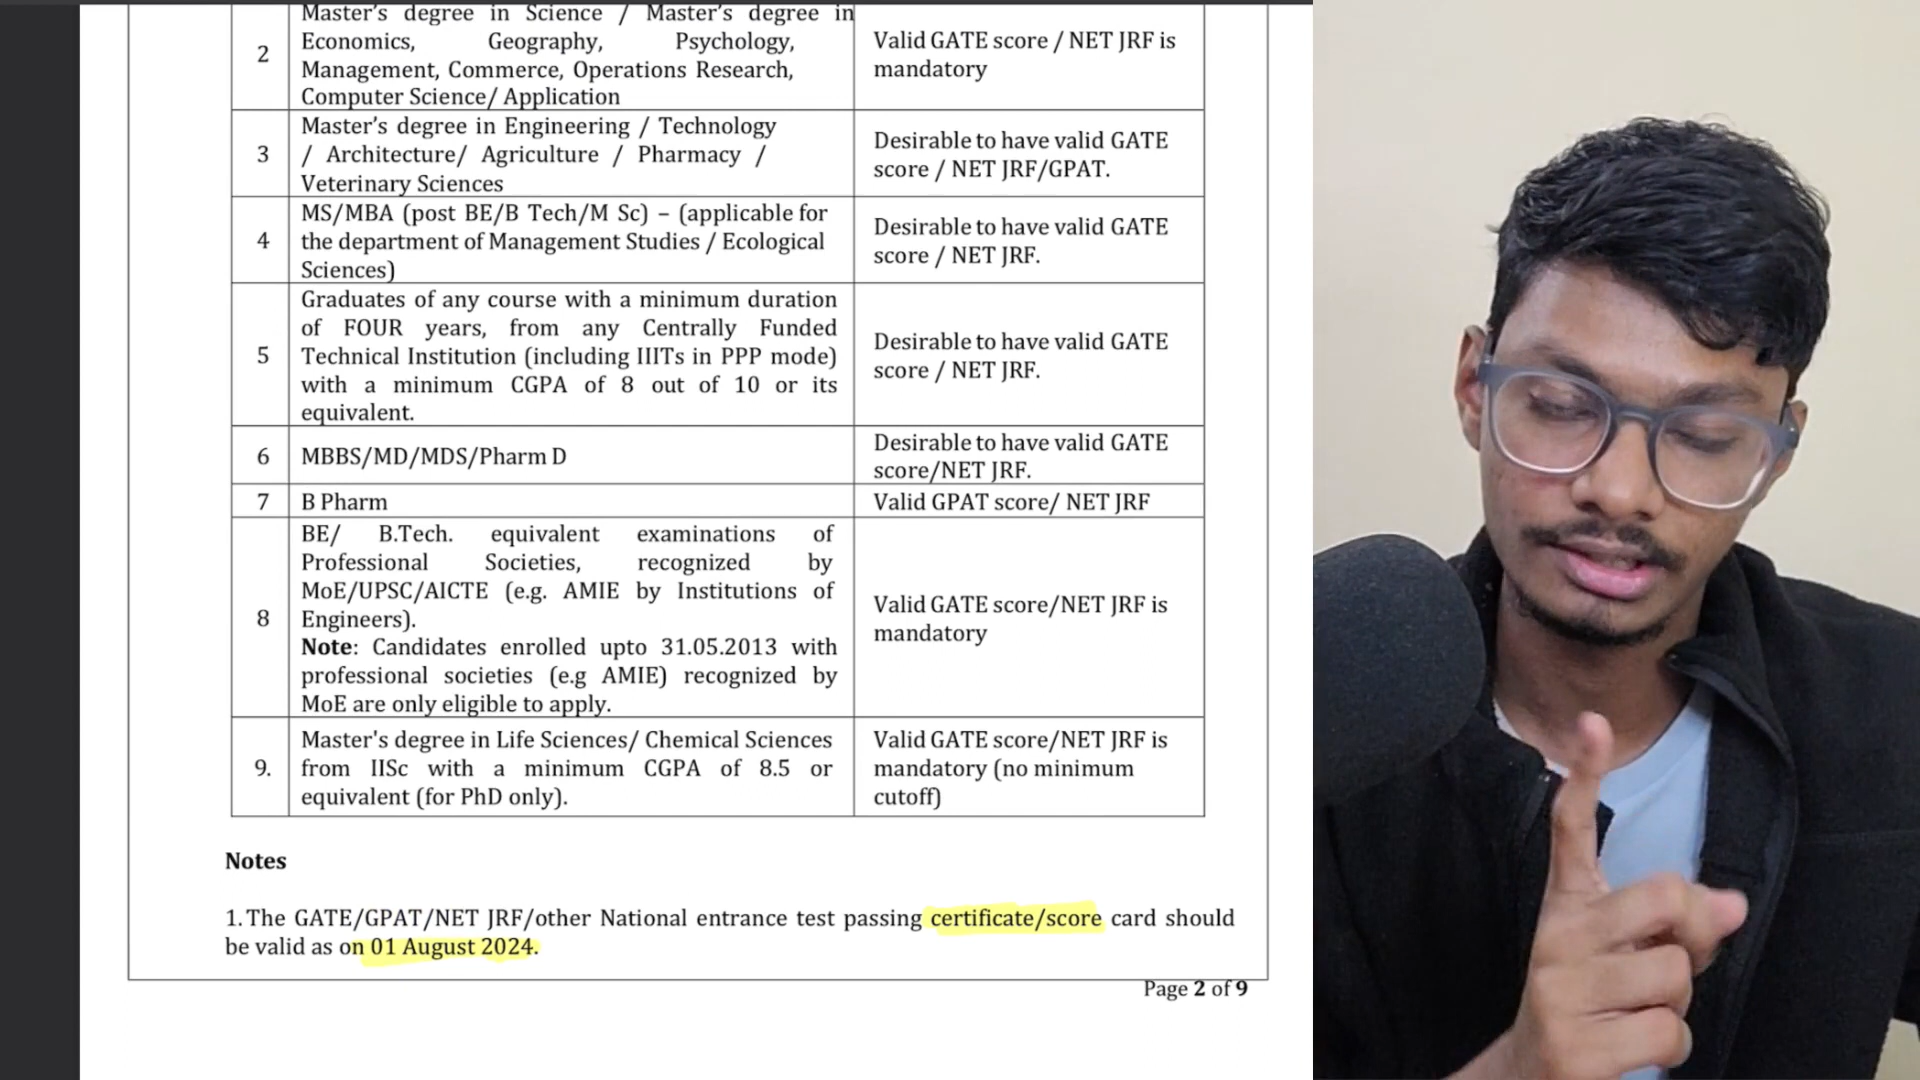 Master's degree in Science / Master's degree in
Economics, Geography, Psychology,
Management, Commerce, Operations Research,
Computer Science/ Application
2
Valid GATE score / NET JRF is
mandatory
Master's degree in Engineering / Technology
/ Architecture/ Agriculture / Pharmacy /
Veterinary Sciences
3
Desirable to have valid GATE
score / NET JRF/GPAT.
MS/MBA (post BE/B Tech/M Sc) – (applicable for
the department of Management Studies / Ecological
Sciences)
4
Desirable to have valid GATE
score / NET JRF.
Graduates of any course with a minimum duration
of FOUR years, from any Centrally Funded
Technical Institution (including IIITs in PPP mode)
with a minimum CGPA of 8 out of 10 or its
equivalent.
5
Desirable to have valid GATE
score / NET JRF.
6
MBBS/MD/MDS/Pharm D
Desirable to have valid GATE
score/NET JRF.
7
B Pharm
Valid GPAT score/ NET JRF
BE/ B.Tech. equivalent examinations of
Professional Societies, recognized by
MoE/UPSC/AICTE (e.g. AMIE by Institutions of
Engineers).
Note: Candidates enrolled upto 31.05.2013 with
professional societies (e.g AMIE) recognized by
MoE are only eligible to apply.
8
Valid GATE score/NET JRF is
mandatory
Master's degree in Life Sciences/ Chemical Sciences
from IISc with a minimum CGPA of 8.5 or
equivalent (for PhD only).
9.
Valid GATE score/NET JRF is
mandatory (no minimum
cutoff)
Notes
1. The GATE/GPAT/NET JRF/other National entrance test passing certificate/score card should
be valid as on 01 August 2024.
Page 2 of 9